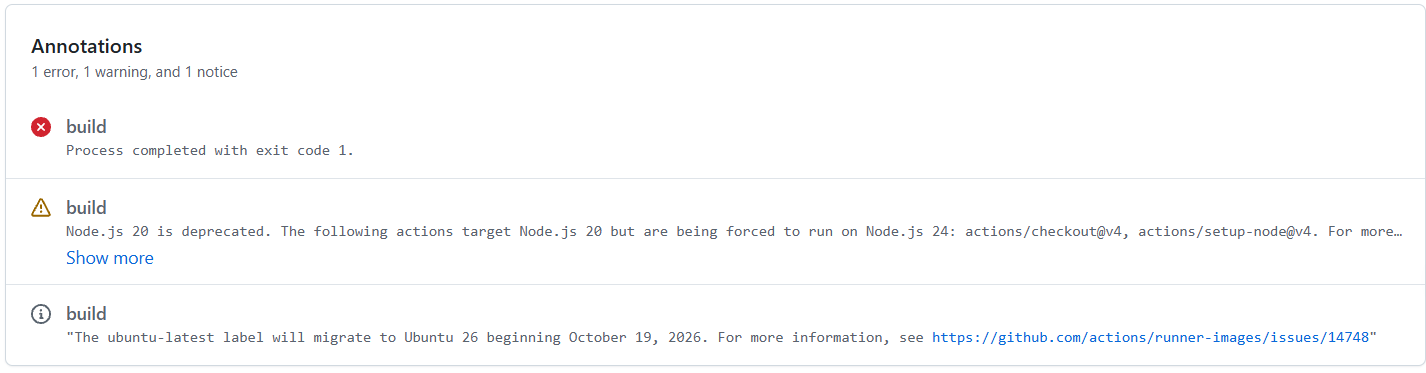 Annotations
1 error, 1 warning, and 1 notice
build
Process completed with exit code 1.
build
Node.js 20 is deprecated. The following actions target Node.js 20 but are being forced to run on Node.js 24: actions/checkout@v4, actions/setup-node@v4. For more…
Show more
build
"The ubuntu-latest label will migrate to Ubuntu 26 beginning October 19, 2026. For more information, see https://github.com/actions/runner-images/issues/14748"